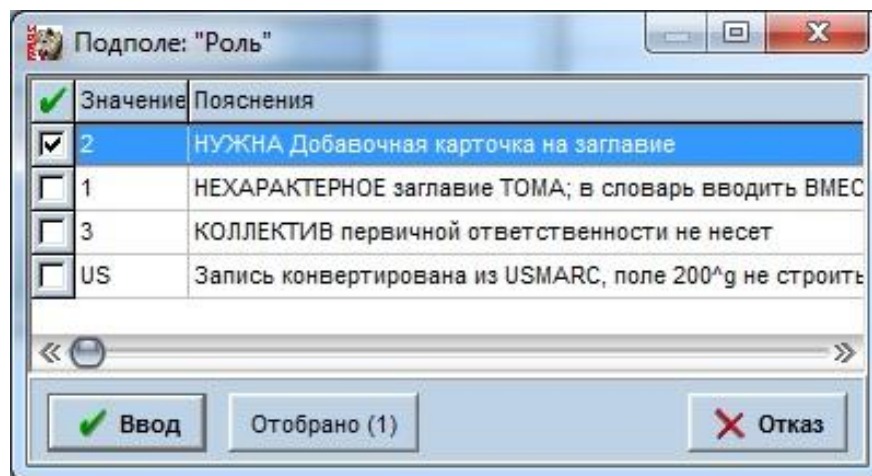 Подполе: "Роль"
Значение Пояснения
2 НУЖНА Добавочная карточка на заглавие
1 НЕХАРАКТЕРНОЕ заглавие ТОМА; в словарь вводить ВМЕС
3 КОЛЛЕКТИВ первичной ответственности не несет
US Запись конвертирована из USMARC, поле 200^g не строить
Ввод Отобрано (1) Отказ